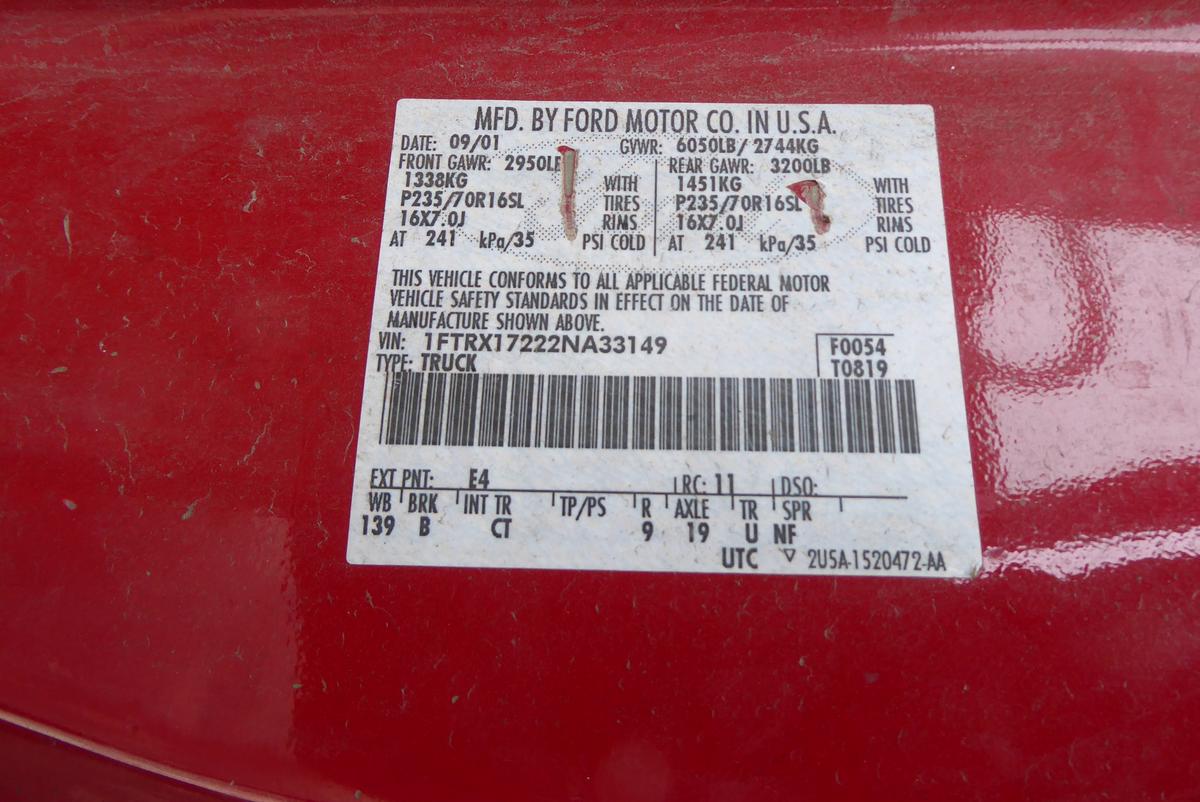 MFD. BY FORD MOTOR CO. IN U.S.A.
DATE: 09/01 GVWR: 6050LB/ 2744KG
FRONT GAWR: 2950LB REAR GAWR: 3200LB
1338KG WITH 1451KG WITH
P235/70R16SL TIRES P235/70R16SL TIRES
16X7.0J RIMS 16X7.0J RIMS
AT 241 kPa/35 PSI COLD AT 241 kPa/35 PSI COLD
THIS VEHICLE CONFORMS TO ALL APPLICABLE FEDERAL MOTOR
VEHICLE SAFETY STANDARDS IN EFFECT ON THE DATE OF
MANUFACTURE SHOWN ABOVE.
VIN: 1FTRX17222NA33149 F0054
TYPE: TRUCK T0819
EXT PNT: E4 RC: 11 DSO:
WB BRK INT TR TP/PS R AXLE TR SPR
139 B CT 9 19 U NF
UTC ▽ 2U5A-1520472-AA